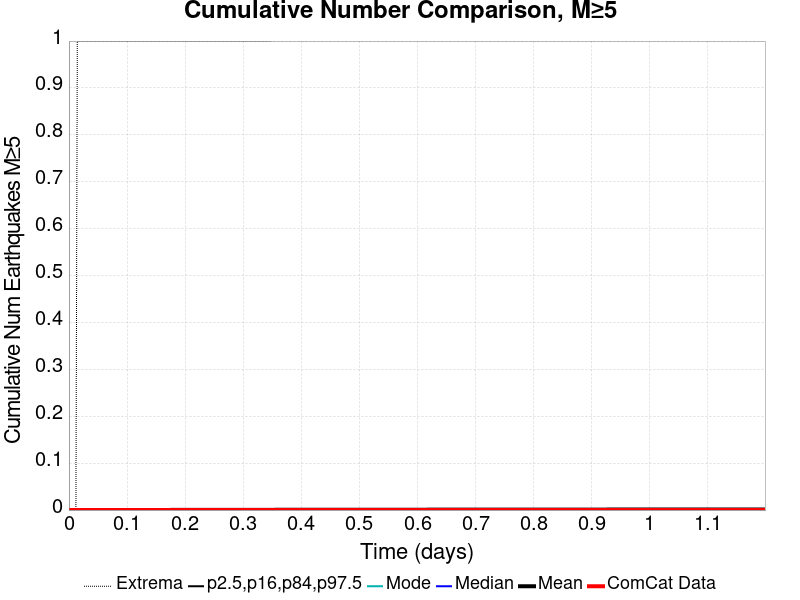 Cumulative Number Comparison, M≥5
Cumulative Num Earthquakes M≥5
1
0.9
0.8
0.7
0.6
0.5
0.4
0.3
0.2
0.1
0
0 0.1 0.2 0.3 0.4 0.5 0.6 0.7 0.8 0.9 1 1.1
Time (days)
Extrema p2.5,p16,p84,p97.5 Mode Median Mean ComCat Data